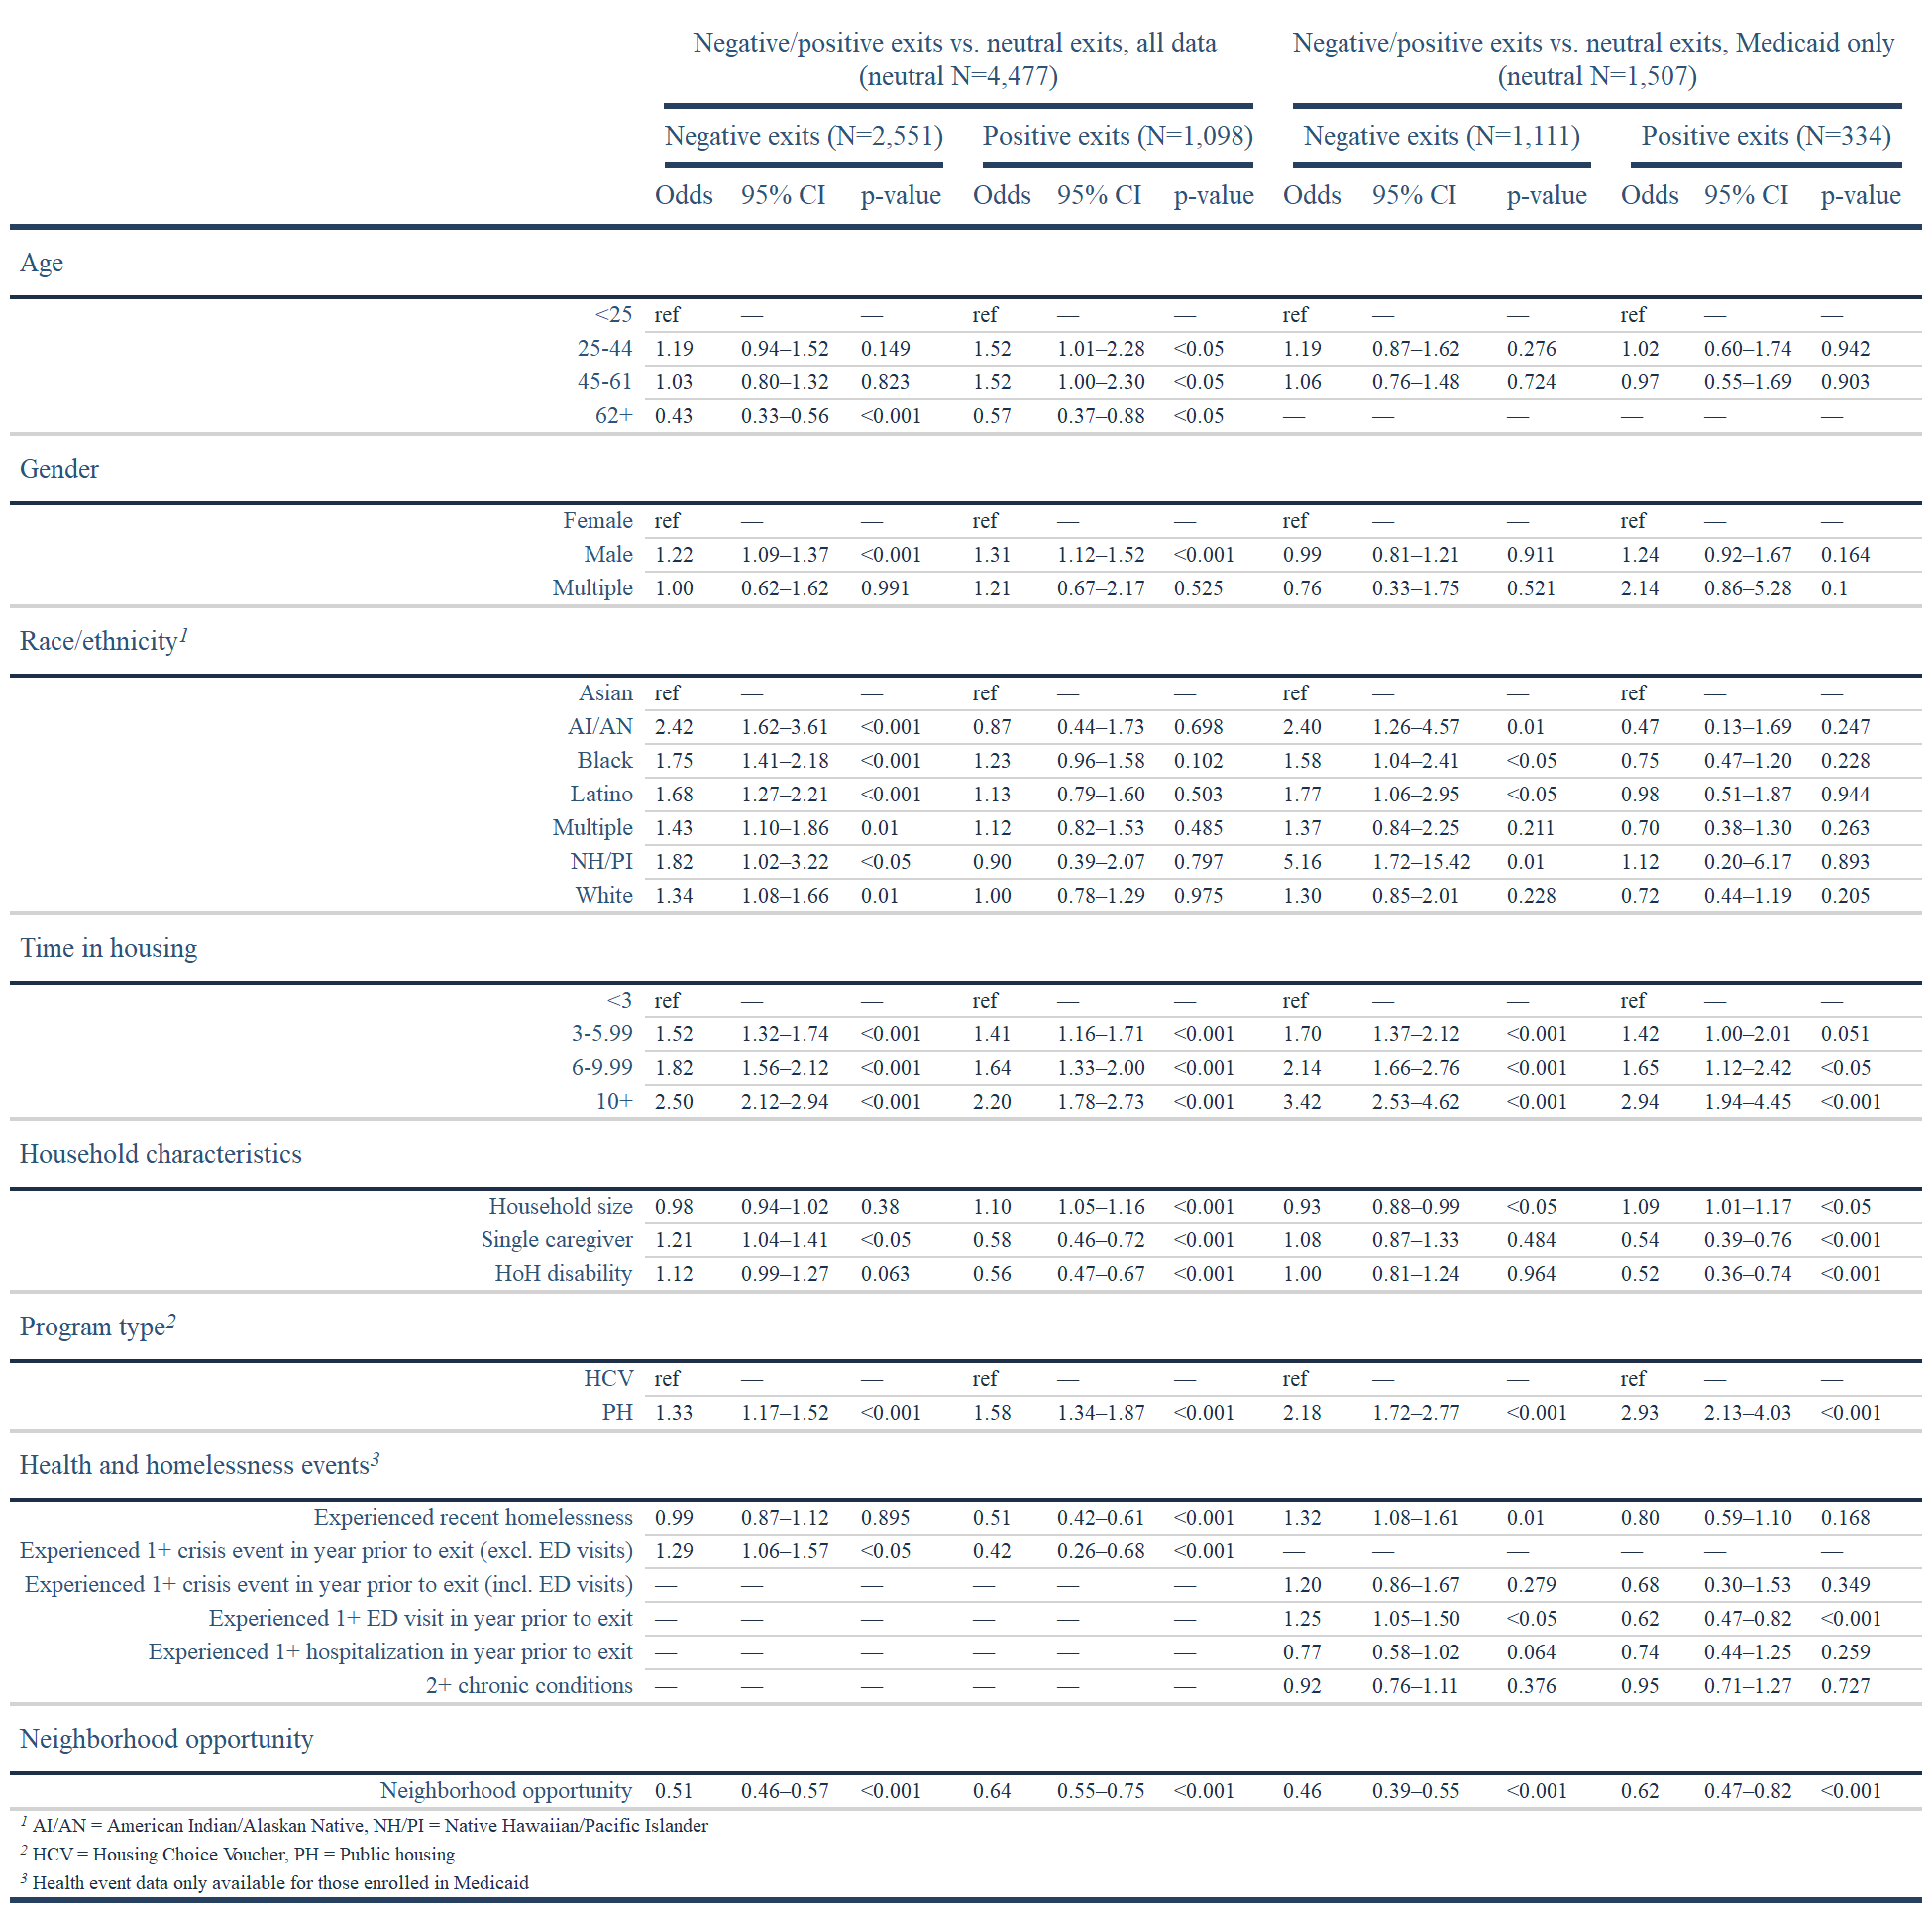 Negative/positive exits vs. neutral exits, all data Negative/positive exits vs. neutral exits, Medicaid only
(neutral N=4,477) (neutral N=1,507)
Negative exits (N=2,551) Positive exits (N=1,098) Negative exits (N=1,111) Positive exits (N=334)
Odds 95% CI p-value Odds 95% CI p-value Odds 95% CI p-value Odds 95% CI p-value
Age
<25 ref — — ref — — ref — — ref — —
25-44 1.19 0.94–1.52 0.149 1.52 1.01–2.28 <0.05 1.19 0.87–1.62 0.276 1.02 0.60–1.74 0.942
45-61 1.03 0.80–1.32 0.823 1.52 1.00–2.30 <0.05 1.06 0.76–1.48 0.724 0.97 0.55–1.69 0.903
62+ 0.43 0.33–0.56 <0.001 0.57 0.37–0.88 <0.05 — — — — — —
Gender
Female ref — — ref — — ref — — ref — —
Male 1.22 1.09–1.37 <0.001 1.31 1.12–1.52 <0.001 0.99 0.81–1.21 0.911 1.24 0.92–1.67 0.164
Multiple 1.00 0.62–1.62 0.991 1.21 0.67–2.17 0.525 0.76 0.33–1.75 0.521 2.14 0.86–5.28 0.1
Race/ethnicity1
Asian ref — — ref — — ref — — ref — —
AI/AN 2.42 1.62–3.61 <0.001 0.87 0.44–1.73 0.698 2.40 1.26–4.57 0.01 0.47 0.13–1.69 0.247
Black 1.75 1.41–2.18 <0.001 1.23 0.96–1.58 0.102 1.58 1.04–2.41 <0.05 0.75 0.47–1.20 0.228
Latino 1.68 1.27–2.21 <0.001 1.13 0.79–1.60 0.503 1.77 1.06–2.95 <0.05 0.98 0.51–1.87 0.944
Multiple 1.43 1.10–1.86 0.01 1.12 0.82–1.53 0.485 1.37 0.84–2.25 0.211 0.70 0.38–1.30 0.263
NH/PI 1.82 1.02–3.22 <0.05 0.90 0.39–2.07 0.797 5.16 1.72–15.42 0.01 1.12 0.20–6.17 0.893
White 1.34 1.08–1.66 0.01 1.00 0.78–1.29 0.975 1.30 0.85–2.01 0.228 0.72 0.44–1.19 0.205
Time in housing
<3 ref — — ref — — ref — — ref — —
3-5.99 1.52 1.32–1.74 <0.001 1.41 1.16–1.71 <0.001 1.70 1.37–2.12 <0.001 1.42 1.00–2.01 0.051
6-9.99 1.82 1.56–2.12 <0.001 1.64 1.33–2.00 <0.001 2.14 1.66–2.76 <0.001 1.65 1.12–2.42 <0.05
10+ 2.50 2.12–2.94 <0.001 2.20 1.78–2.73 <0.001 3.42 2.53–4.62 <0.001 2.94 1.94–4.45 <0.001
Household characteristics
Household size 0.98 0.94–1.02 0.38 1.10 1.05–1.16 <0.001 0.93 0.88–0.99 <0.05 1.09 1.01–1.17 <0.05
Single caregiver 1.21 1.04–1.41 <0.05 0.58 0.46–0.72 <0.001 1.08 0.87–1.33 0.484 0.54 0.39–0.76 <0.001
HoH disability 1.12 0.99–1.27 0.063 0.56 0.47–0.67 <0.001 1.00 0.81–1.24 0.964 0.52 0.36–0.74 <0.001
Program type2
HCV ref — — ref — — ref — — ref — —
PH 1.33 1.17–1.52 <0.001 1.58 1.34–1.87 <0.001 2.18 1.72–2.77 <0.001 2.93 2.13–4.03 <0.001
Health and homelessness events3
Experienced recent homelessness 0.99 0.87–1.12 0.895 0.51 0.42–0.61 <0.001 1.32 1.08–1.61 0.01 0.80 0.59–1.10 0.168
Experienced 1+ crisis event in year prior to exit (excl. ED visits) 1.29 1.06–1.57 <0.05 0.42 0.26–0.68 <0.001 — — — — — —
Experienced 1+ crisis event in year prior to exit (incl. ED visits) — — — — — — 1.20 0.86–1.67 0.279 0.68 0.30–1.53 0.349
Experienced 1+ ED visit in year prior to exit — — — — — — 1.25 1.05–1.50 <0.05 0.62 0.47–0.82 <0.001
Experienced 1+ hospitalization in year prior to exit — — — — — — 0.77 0.58–1.02 0.064 0.74 0.44–1.25 0.259
2+ chronic conditions — — — — — — 0.92 0.76–1.11 0.376 0.95 0.71–1.27 0.727
Neighborhood opportunity
Neighborhood opportunity 0.51 0.46–0.57 <0.001 0.64 0.55–0.75 <0.001 0.46 0.39–0.55 <0.001 0.62 0.47–0.82 <0.001
1 AI/AN = American Indian/Alaskan Native, NH/PI = Native Hawaiian/Pacific Islander
2 HCV = Housing Choice Voucher, PH = Public housing
3 Health event data only available for those enrolled in Medicaid